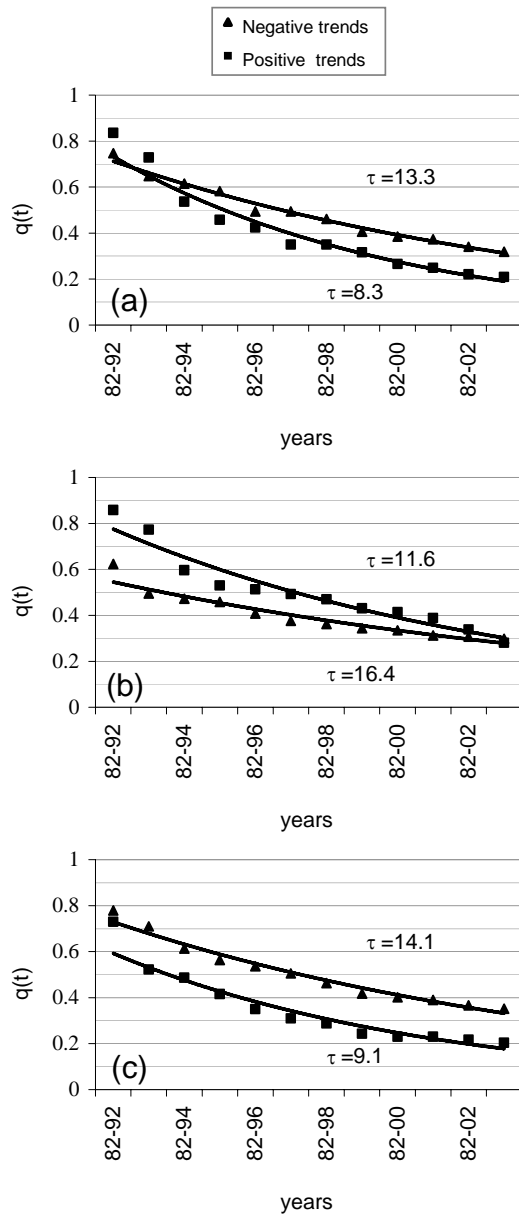 Negative trends
Positive trends
1
0.8
0.6
0.4
0.2
0
q(t)
τ =13.3
τ =8.3
(a)
82-92
82-94
82-96
82-98
82-00
82-02
years
1
0.8
0.6
0.4
0.2
0
q(t)
τ =11.6
τ =16.4
(b)
82-92
82-94
82-96
82-98
82-00
82-02
years
1
0.8
0.6
0.4
0.2
0
q(t)
τ =14.1
τ =9.1
(c)
82-92
82-94
82-96
82-98
82-00
82-02
years